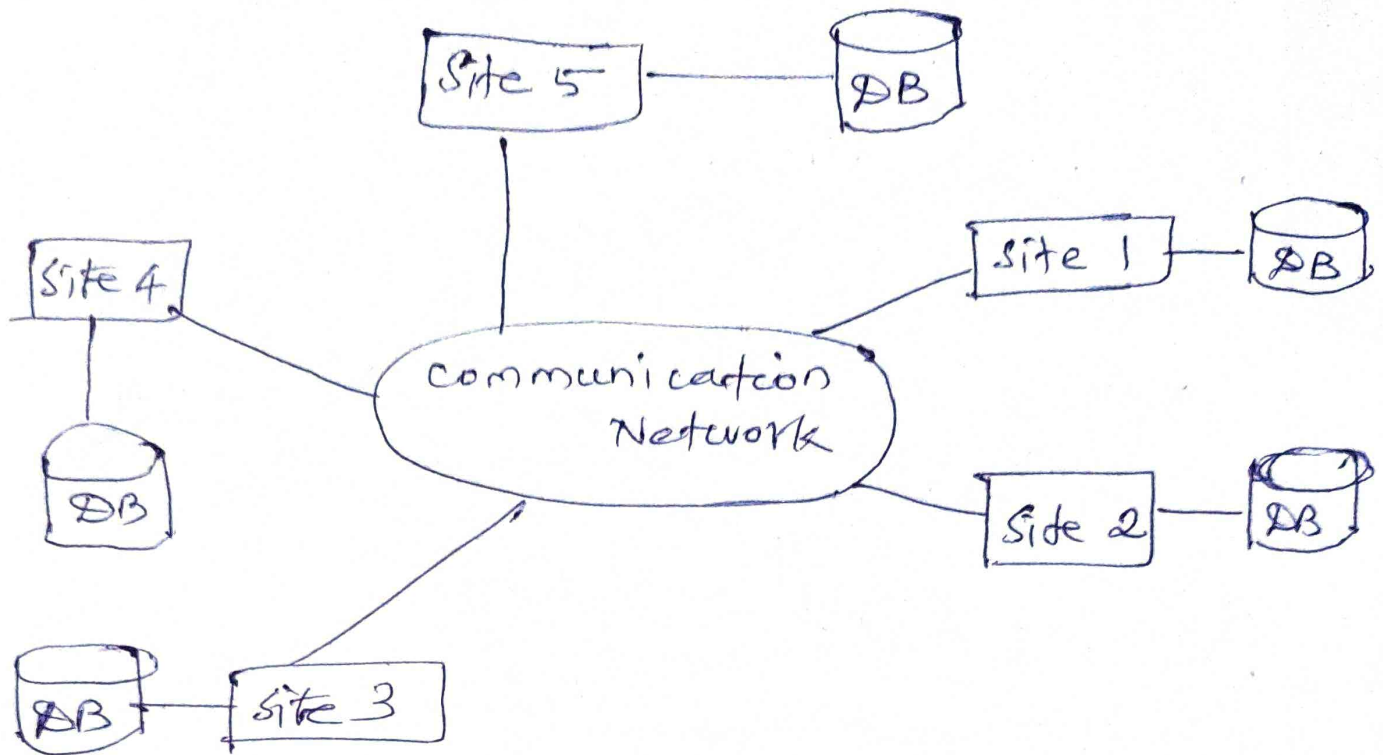 Site 5
DB
Site 1
DB
Site 4
Communication
Network
DB
Site 2
DB
DB
Site 3